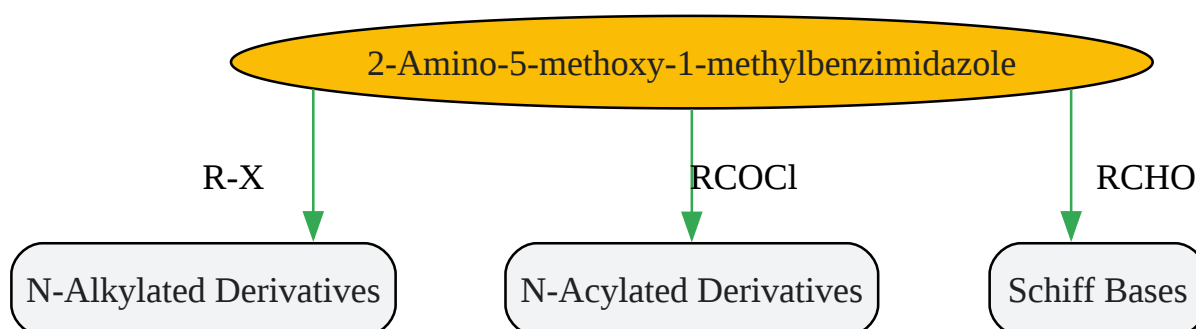 2-Amino-5-methoxy-1-methylbenzimidazole
R-X
RCOCl
RCHO
N-Alkylated Derivatives
N-Acylated Derivatives
Schiff Bases